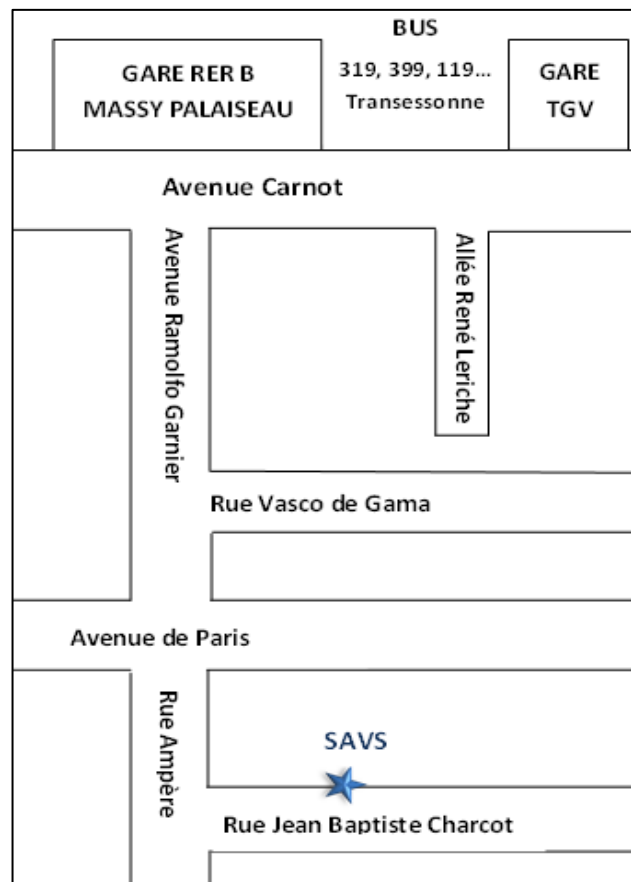 BUS
GARE RER B
MASSY PALAISEAU
319, 399, 119...
Transessonne
GARE
TGV
Avenue Carnot
Avenue Ramolfo Garnier
Allée René Leriche
Rue Vasco de Gama
Avenue de Paris
Rue Ampère
SAVS
Rue Jean Baptiste Charcot